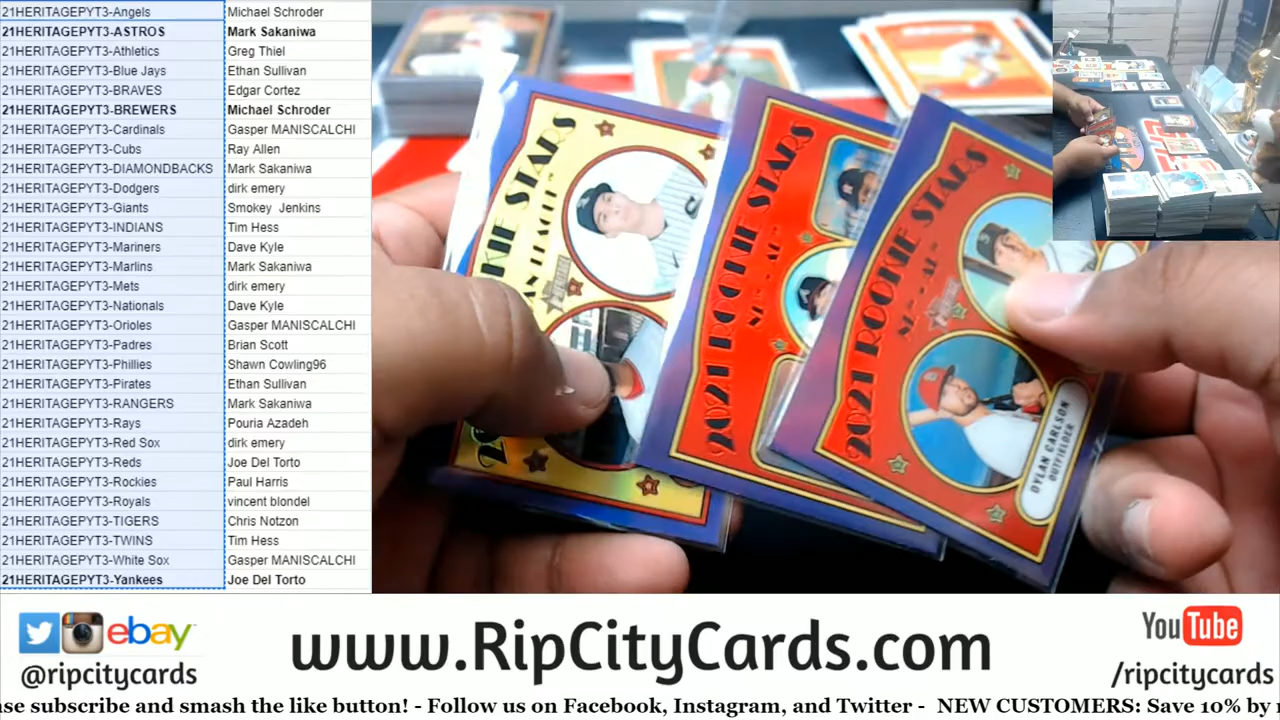 21HERITAGEPYT3-Angels Michael Schroder
21HERITAGEPYT3-ASTROS Mark Sakaniwa
21HERITAGEPYT3-Athletics Greg Thiel
21HERITAGEPYT3-Blue Jays Ethan Sullivan
21HERITAGEPYT3-BRAVES Edgar Cortez
21HERITAGEPYT3-BREWERS Michael Schroder
21HERITAGEPYT3-Cardinals Gasper MANISCALCHI
21HERITAGEPYT3-Cubs Ray Allen
21HERITAGEPYT3-DIAMONDBACKS Mark Sakaniwa
21HERITAGEPYT3-Dodgers dirk emery
21HERITAGEPYT3-Giants Smokey Jenkins
21HERITAGEPYT3-INDIANS Tim Hess
21HERITAGEPYT3-Mariners Dave Kyle
21HERITAGEPYT3-Marlins Mark Sakaniwa
21HERITAGEPYT3-Mets dirk emery
21HERITAGEPYT3-Nationals Dave Kyle
21HERITAGEPYT3-Orioles Gasper MANISCALCHI
21HERITAGEPYT3-Padres Brian Scott
21HERITAGEPYT3-Phillies Shawn Cowling96
21HERITAGEPYT3-Pirates Ethan Sullivan
21HERITAGEPYT3-RANGERS Mark Sakaniwa
21HERITAGEPYT3-Rays Pouria Azadeh
21HERITAGEPYT3-Red Sox dirk emery
21HERITAGEPYT3-Reds Joe Del Torto
21HERITAGEPYT3-Rockies Paul Harris
21HERITAGEPYT3-Royals vincent blondel
21HERITAGEPYT3-TIGERS Chris Notzon
21HERITAGEPYT3-TWINS Tim Hess
21HERITAGEPYT3-White Sox Gasper MANISCALCHI
21HERITAGEPYT3-Yankees Joe Del Torto
STARS
2021 ROOKIE STARS
2021 ROOKIE STARS
Heritage
DYLAN CARLSON
OUTFIELDER
ebay
@ripcitycards
www.RipCityCards.com
YouTube
/ripcitycards
se subscribe and smash the like button! - Follow us on Facebook, Instagram, and Twitter - NEW CUSTOMERS: Save 10% by